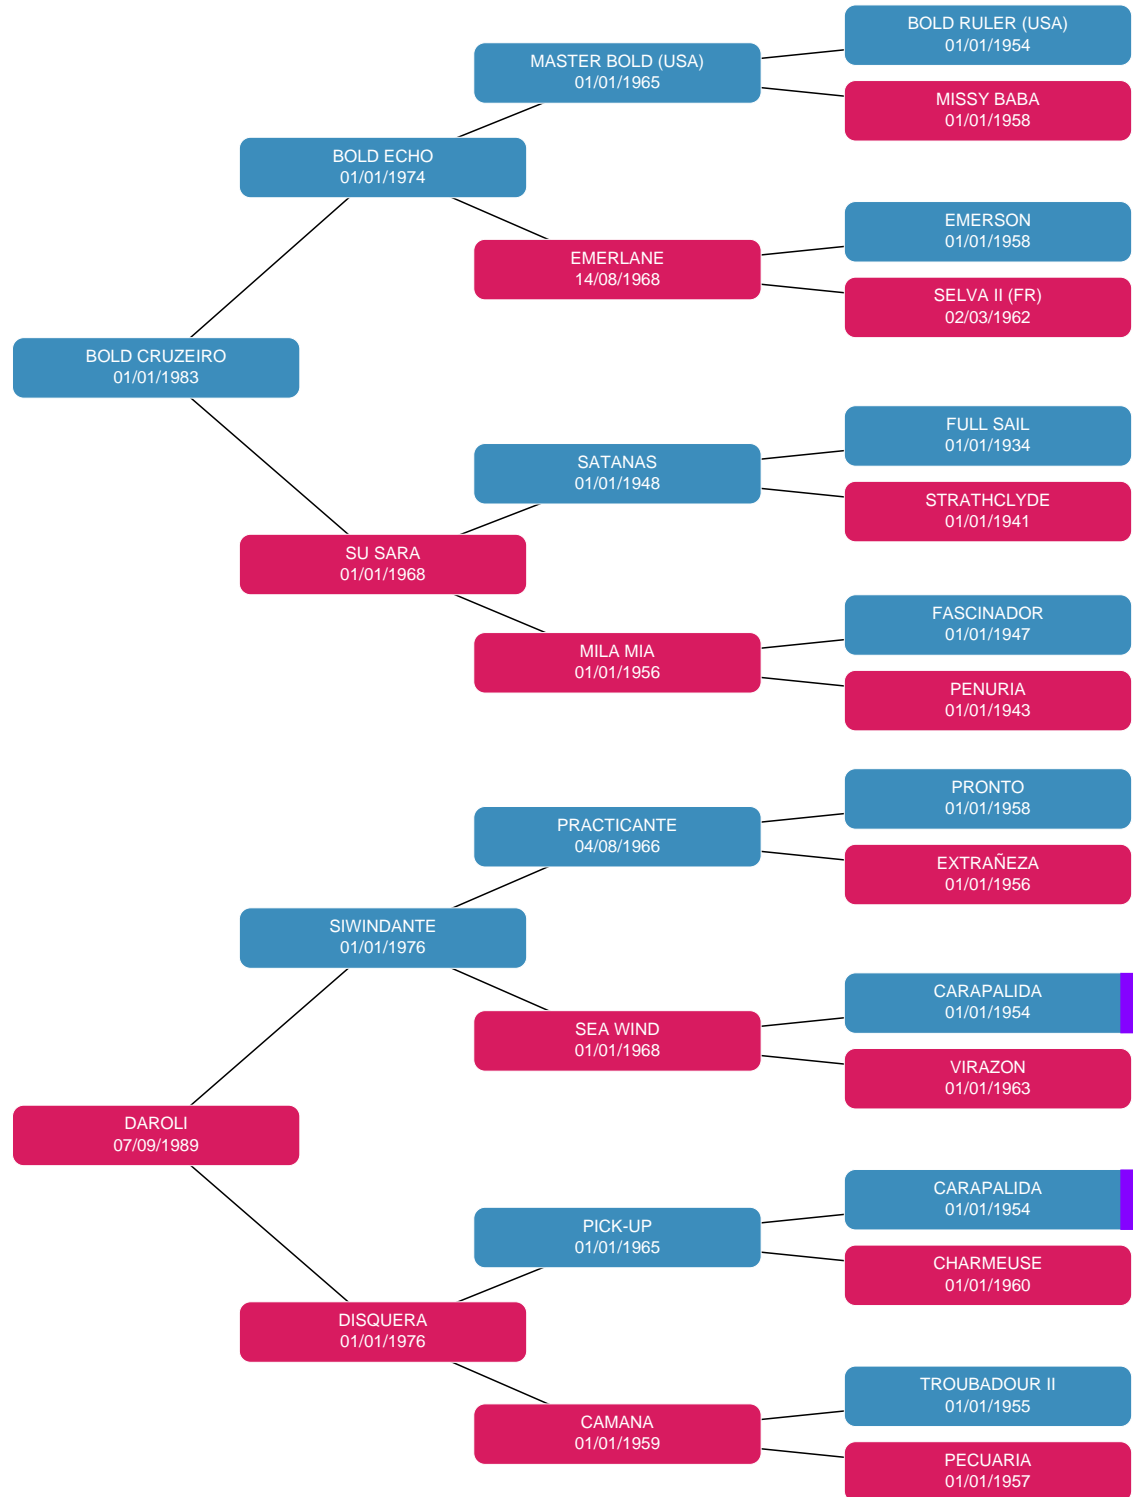 BOLD RULER (USA)
01/01/1954
MASTER BOLD (USA)
01/01/1965
MISSY BABA
01/01/1958
BOLD ECHO
01/01/1974
EMERSON
01/01/1958
EMERLANE
14/08/1968
SELVA II (FR)
02/03/1962
BOLD CRUZEIRO
01/01/1983
FULL SAIL
01/01/1934
SATANAS
01/01/1948
STRATHCLYDE
01/01/1941
SU SARA
01/01/1968
FASCINADOR
01/01/1947
MILA MIA
01/01/1956
PENURIA
01/01/1943
PRONTO
01/01/1958
PRACTICANTE
04/08/1966
EXTRAÑEZA
01/01/1956
SIWINDANTE
01/01/1976
CARAPALIDA
01/01/1954
SEA WIND
01/01/1968
VIRAZON
01/01/1963
DAROLI
07/09/1989
CARAPALIDA
01/01/1954
PICK-UP
01/01/1965
CHARMEUSE
01/01/1960
DISQUERA
01/01/1976
TROUBADOUR II
01/01/1955
CAMANA
01/01/1959
PECUARIA
01/01/1957